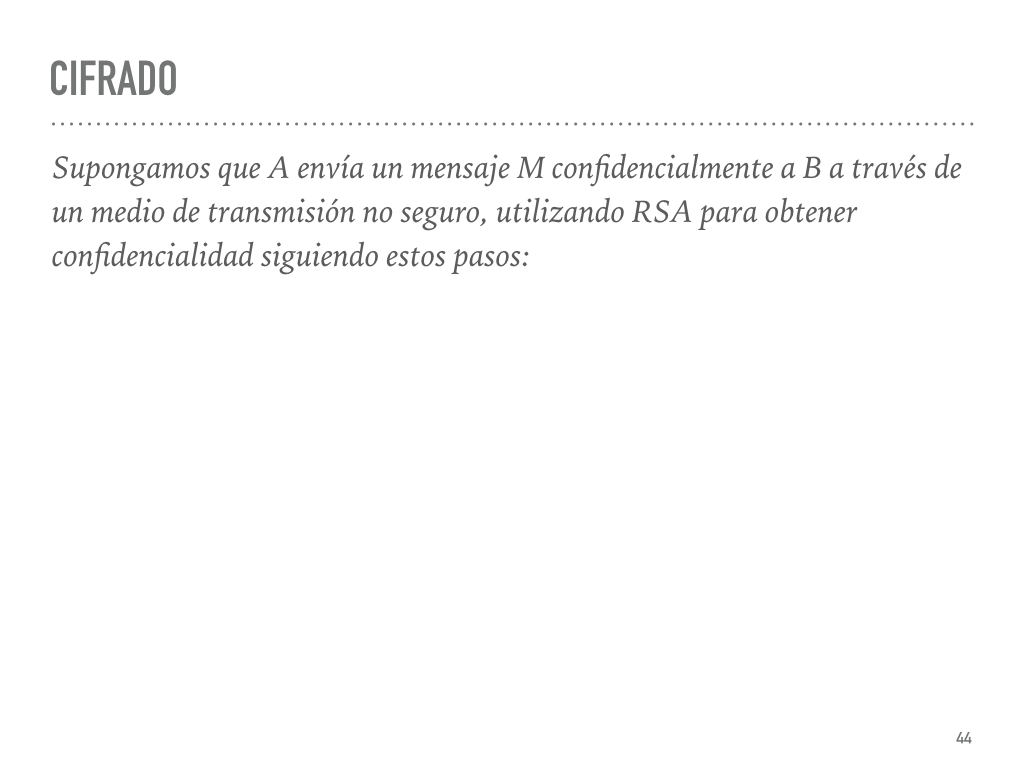 CIFRADO
Supongamos que A envía un mensaje M confidencialmente a B a través de
un medio de transmisión no seguro, utilizando RSA para obtener
confidencialidad siguiendo estos pasos:
44